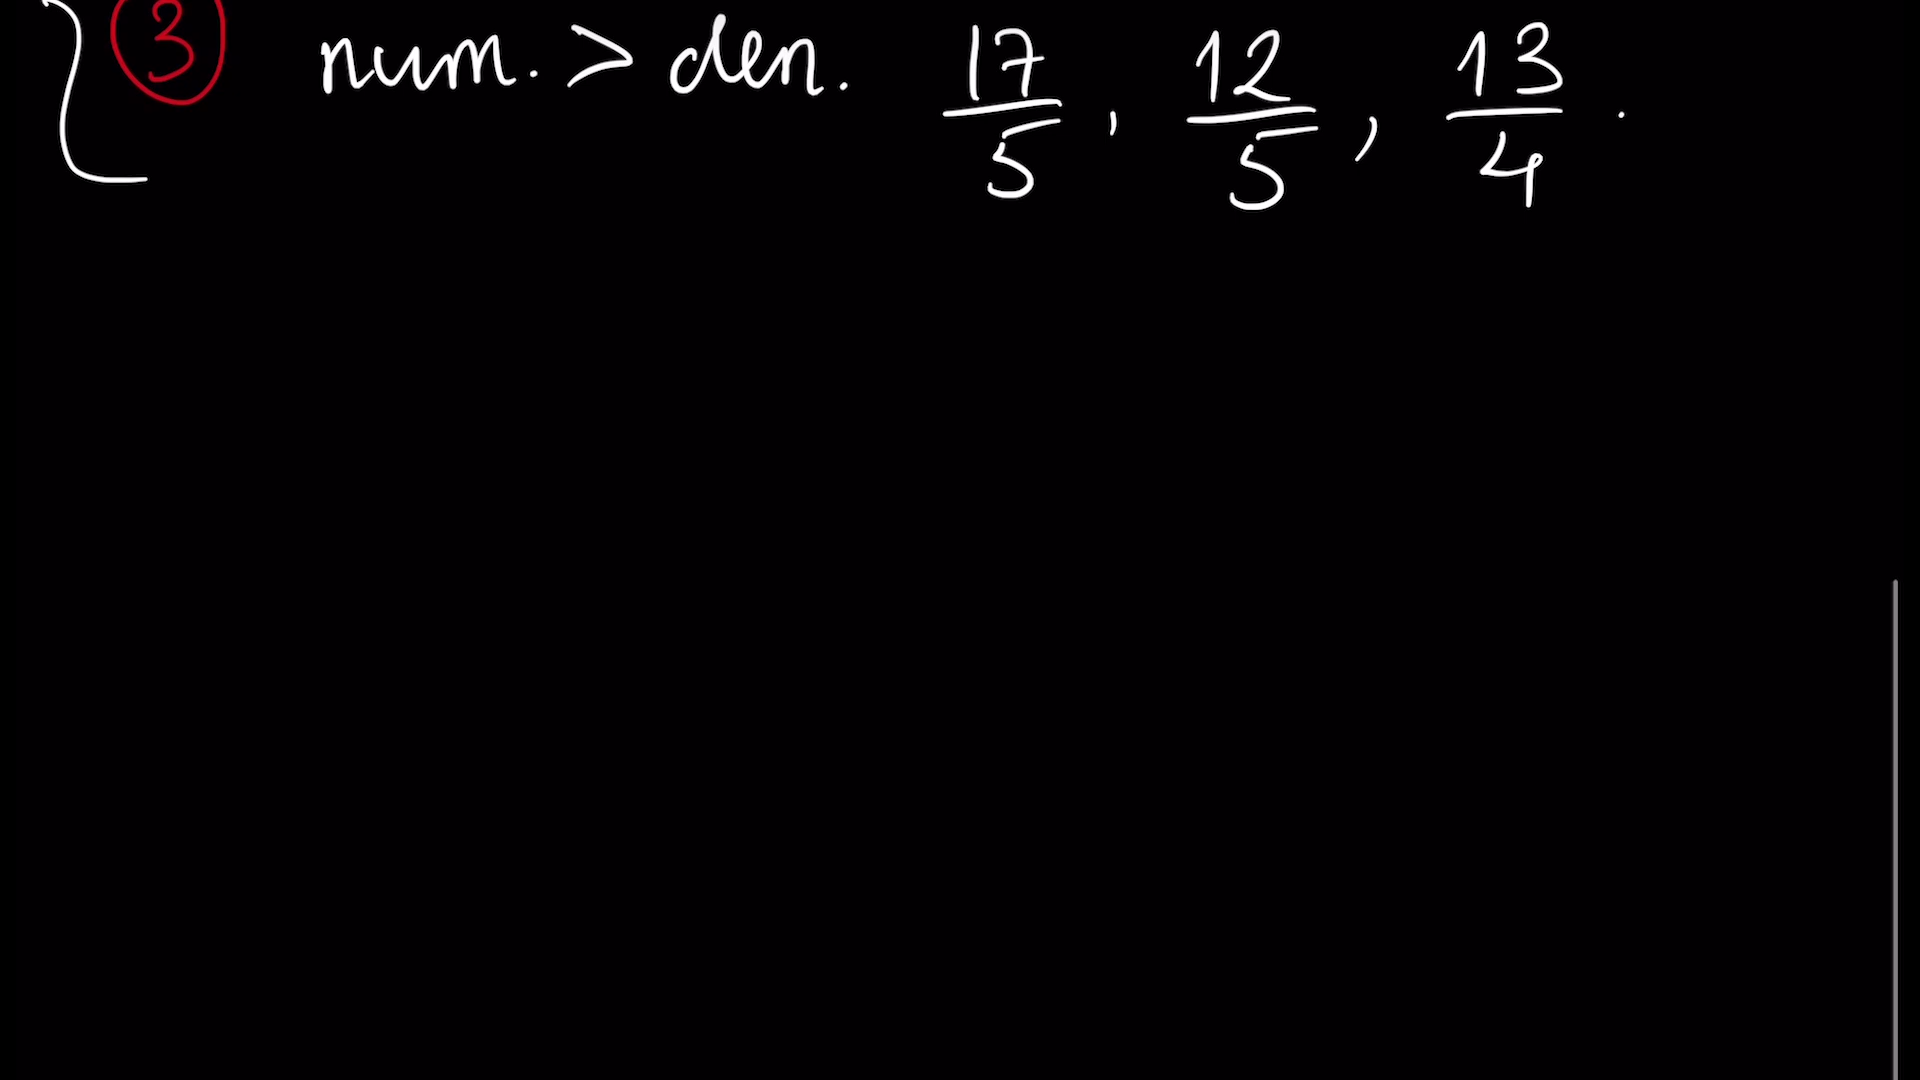 ③ num. > den. 17/5, 12/5, 13/4.